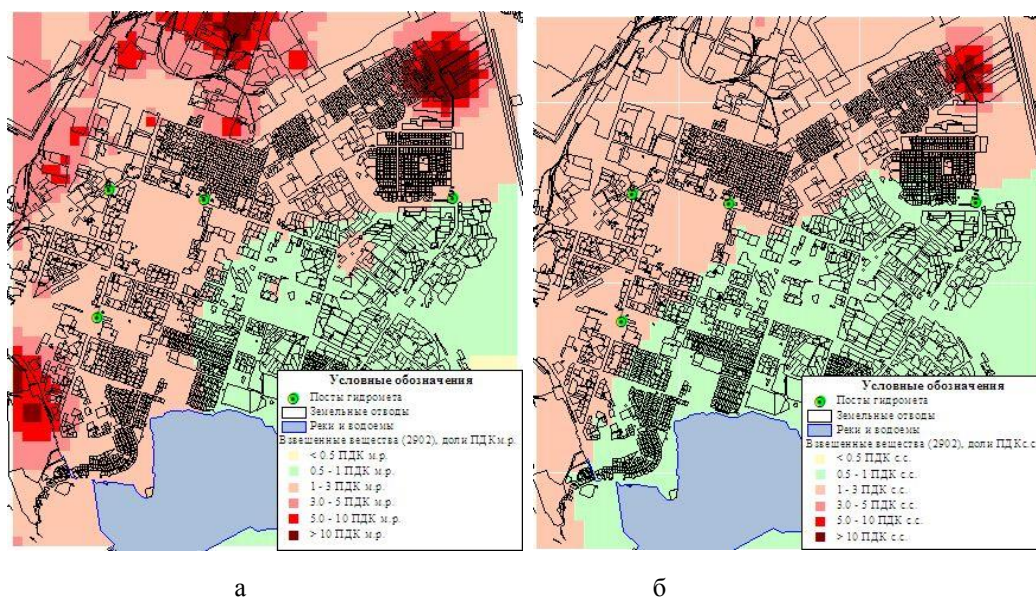 Условные обозначения
Посты гидромета
Земельные отводы
Реки и водоемы
Взвешенные вещества (2902), доли ПДК м.р.
< 0.5 ПДК м.р.
0.5 - 1 ПДК м.р.
1 - 3 ПДК м.р.
3.0 - 5 ПДК м.р.
5.0 - 10 ПДК м.р.
> 10 ПДК м.р.
Условные обозначения
Посты гидромета
Земельные отводы
Реки и водоемы
Взвешенные вещества (2902), доли ПДК с.с.
< 0.5 ПДК с.с.
0.5 - 1 ПДК с.с.
1 - 3 ПДК с.с.
3.0 - 5 ПДК с.с.
5.0 - 10 ПДК с.с.
> 10 ПДК с.с.
а
б